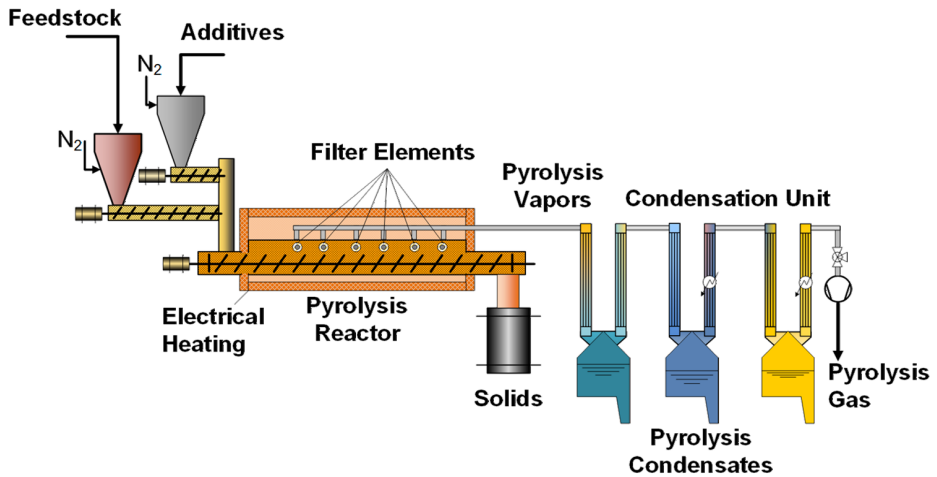 Feedstock
Additives
N2
N2
Filter Elements
Pyrolysis
Vapors
Condensation Unit
Electrical
Heating
Pyrolysis
Reactor
Solids
Pyrolysis
Gas
Pyrolysis
Condensates